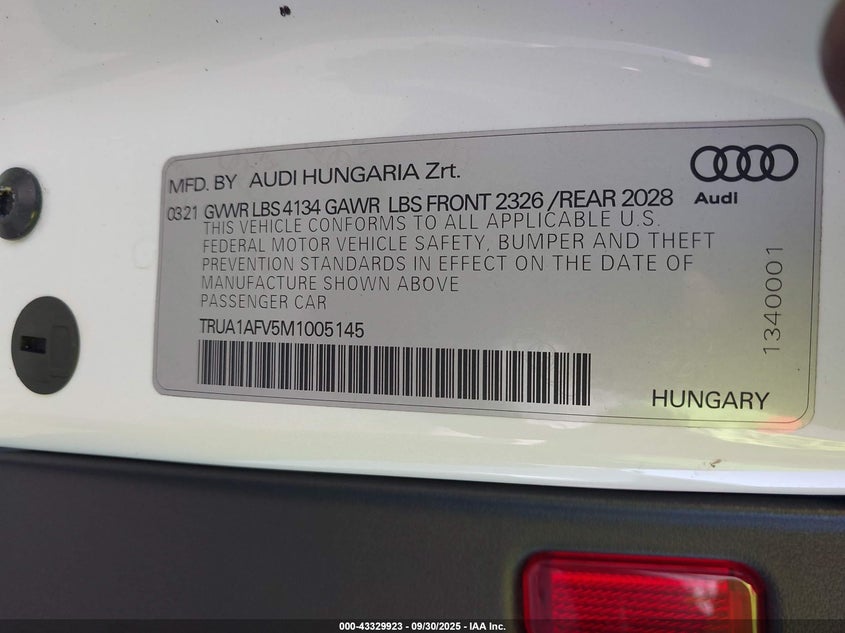 MFD. BY AUDI HUNGARIA Zrt.
Audi
0321 GVWR LBS 4134 GAWR LBS FRONT 2326 /REAR 2028
THIS VEHICLE CONFORMS TO ALL APPLICABLE U.S.
FEDERAL MOTOR VEHICLE SAFETY, BUMPER AND THEFT
PREVENTION STANDARDS IN EFFECT ON THE DATE OF
MANUFACTURE SHOWN ABOVE
PASSENGER CAR
TRUA1AFV5M1005145
1340001
HUNGARY
000-43329923 - 09/30/2025 - IAA Inc.